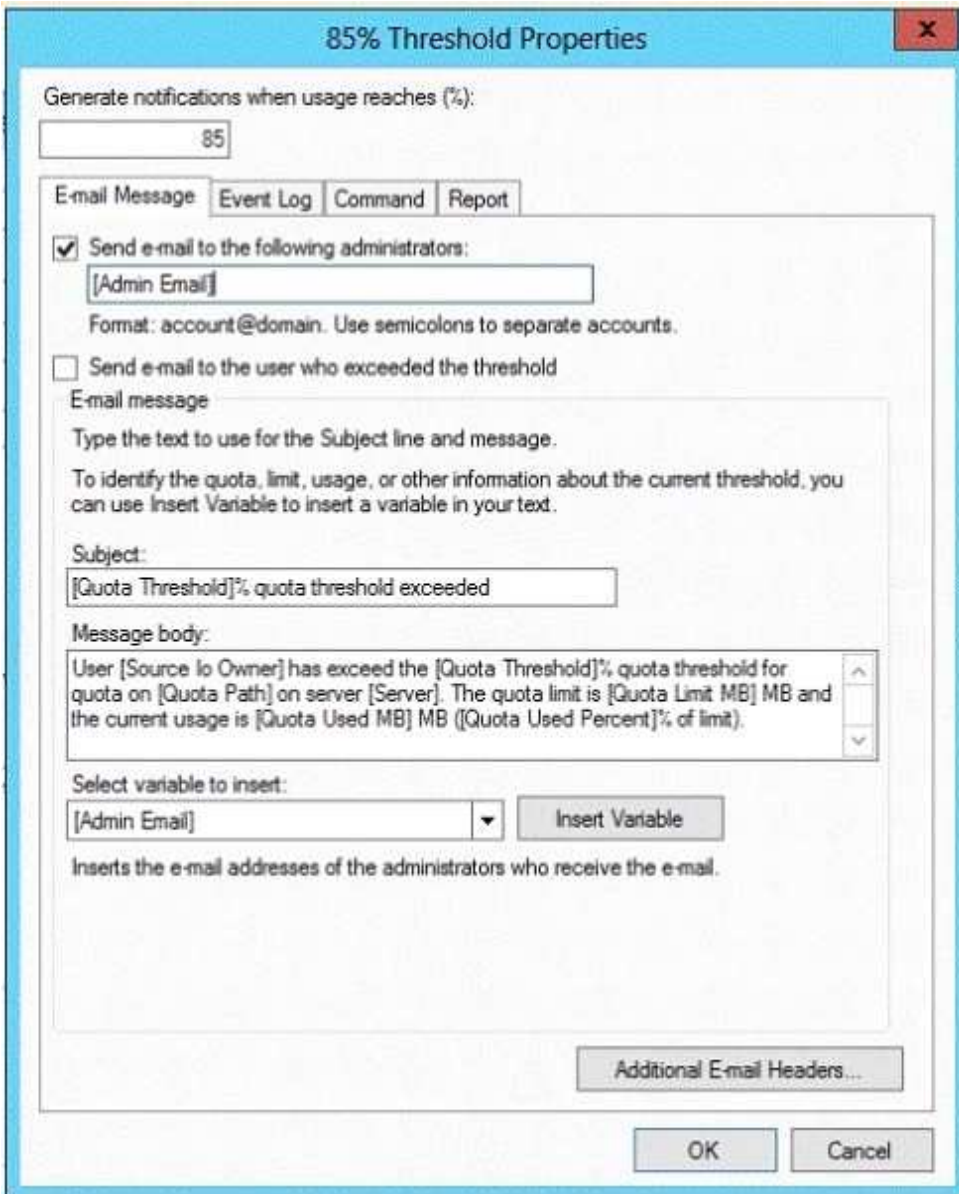 85% Threshold Properties
x
Generate notifications when usage reaches (%):
85
E-mail Message
Event Log
Command
Report
Send e-mail to the following administrators:
[Admin Email]
Format: account@domain. Use semicolons to separate accounts.
Send e-mail to the user who exceeded the threshold
E-mail message
Type the text to use for the Subject line and message.
To identify the quota, limit, usage, or other information about the current threshold, you
can use Insert Variable to insert a variable in your text.
Subject:
[Quota Threshold]% quota threshold exceeded
Message body:
User [Source Io Owner] has exceed the [Quota Threshold]% quota threshold for
quota on [Quota Path] on server [Server]. The quota limit is [Quota Limit MB] MB and
the current usage is [Quota Used MB] MB ([Quota Used Percent]% of limit).
Select variable to insert:
[Admin Email]
Insert Variable
Inserts the e-mail addresses of the administrators who receive the e-mail.
Additional E-mail Headers...
OK
Cancel